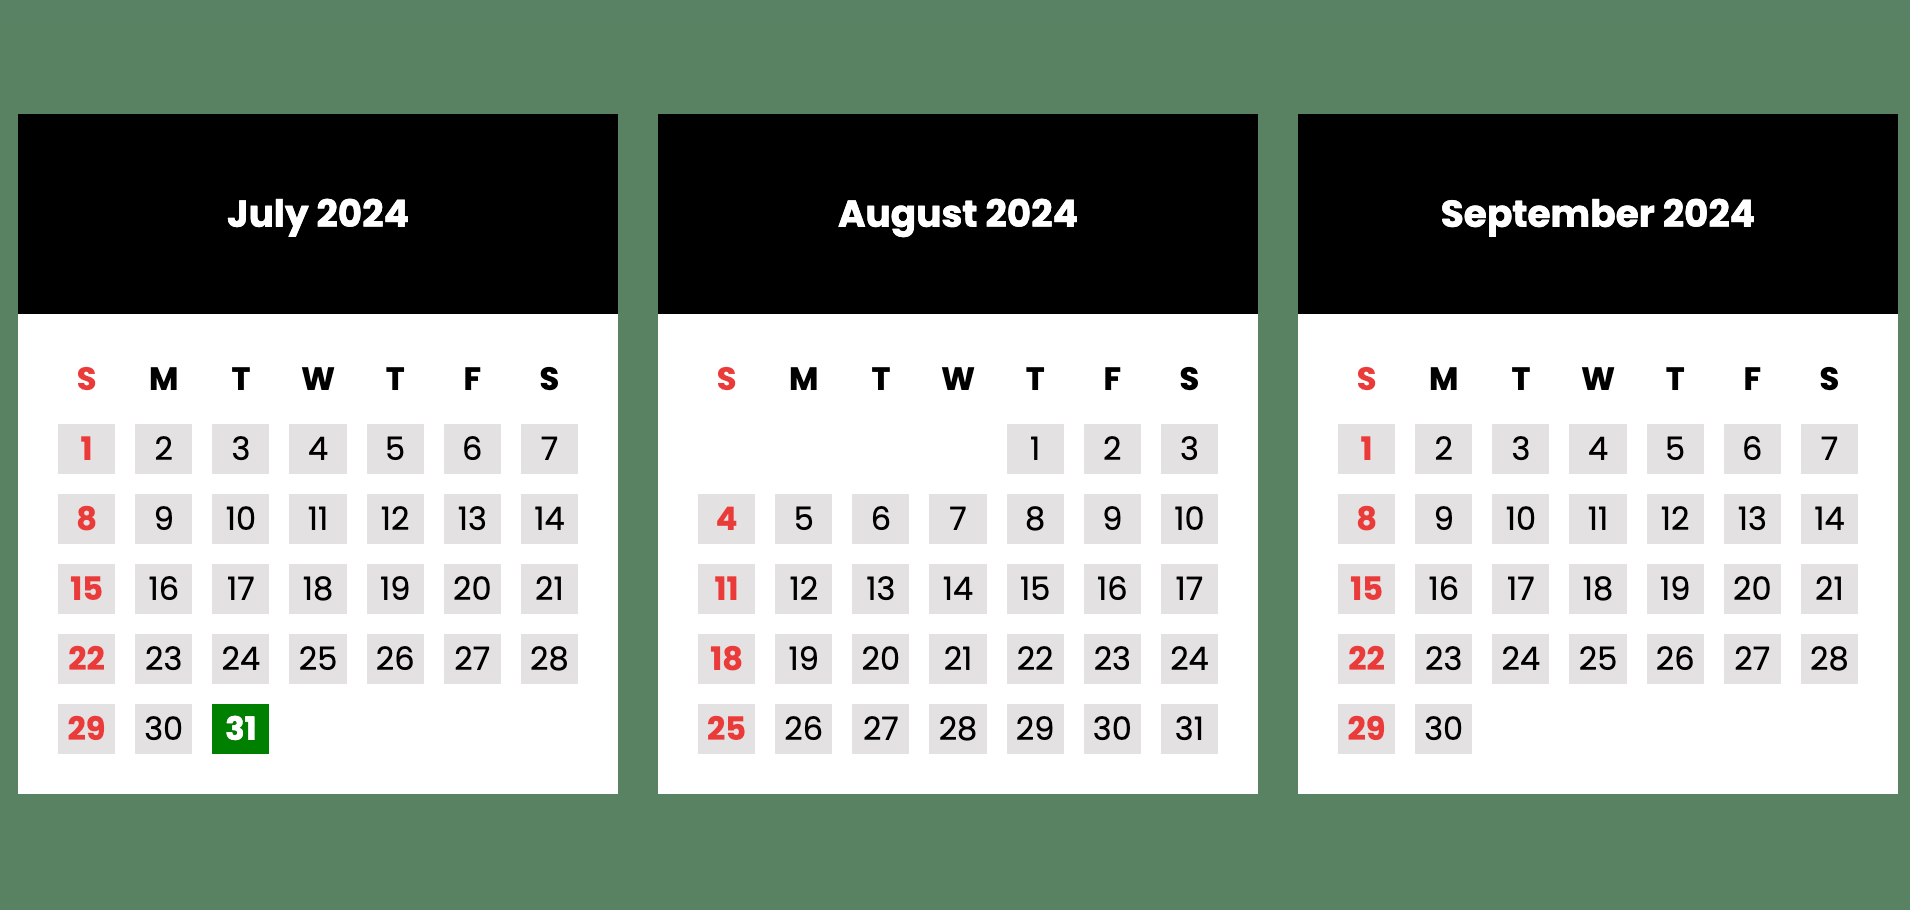 July 2024
S M T W T F S
1 2 3 4 5 6 7
8 9 10 11 12 13 14
15 16 17 18 19 20 21
22 23 24 25 26 27 28
29 30 31
August 2024
S M T W T F S
1 2 3
4 5 6 7 8 9 10
11 12 13 14 15 16 17
18 19 20 21 22 23 24
25 26 27 28 29 30 31
September 2024
S M T W T F S
1 2 3 4 5 6 7
8 9 10 11 12 13 14
15 16 17 18 19 20 21
22 23 24 25 26 27 28
29 30